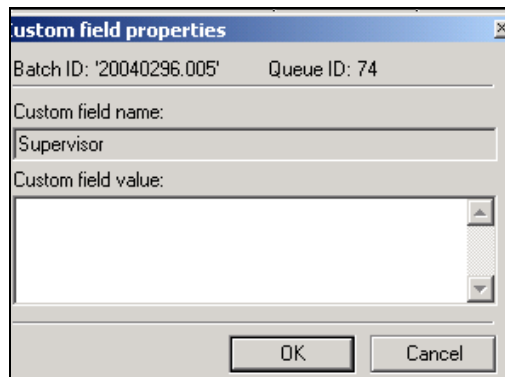 ustom field properties
Batch ID: '20040296.005' Queue ID: 74
Custom field name:
Supervisor
Custom field value:
OK Cancel